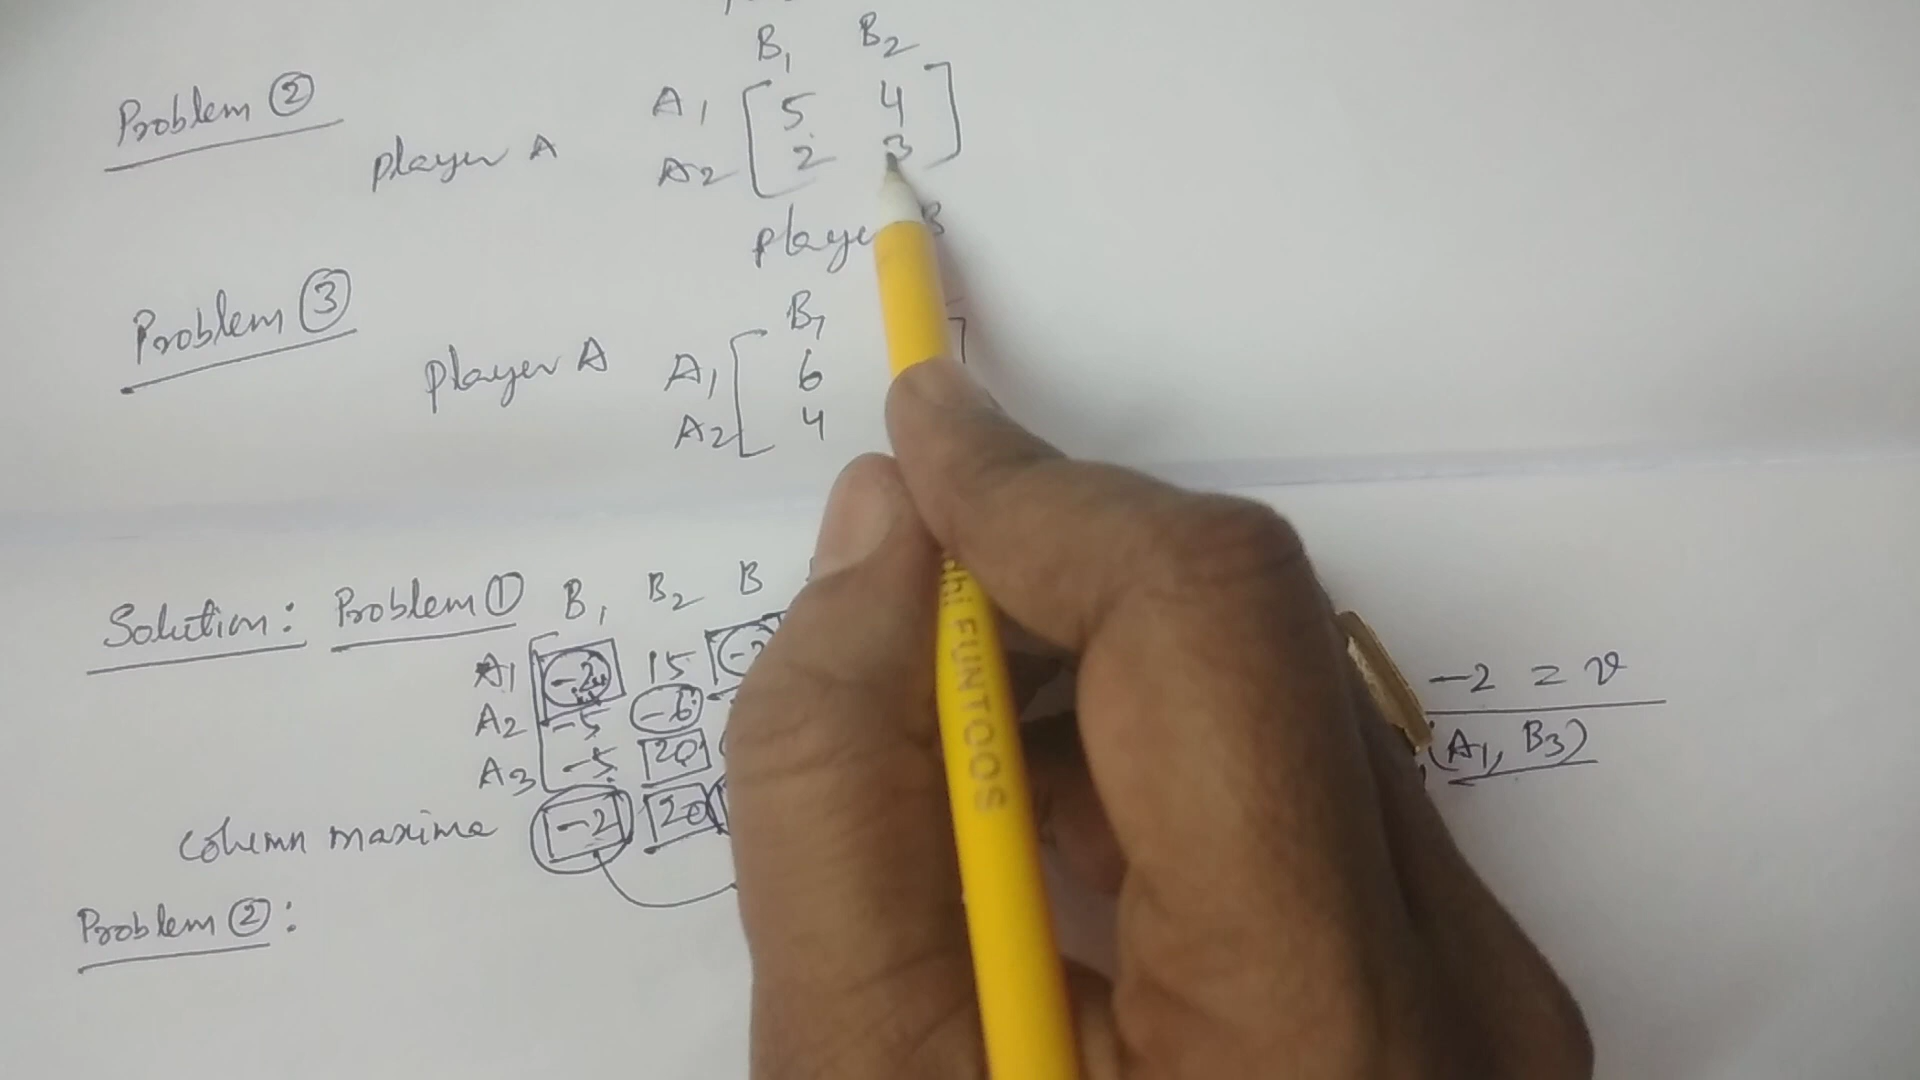 B1 B2
Problem ②
Player A
A1 5 4
A2 2 3
Player B
Problem ③
B1
Player A
A1 6
A2 4
Solution: Problem ① B1 B2 B
A1 -2 15 -2
A2 -5 -6
A3 -5 20
-2 = v
(A1, B3)
column maxima -2 20
Problem ②:
FUNTOOS